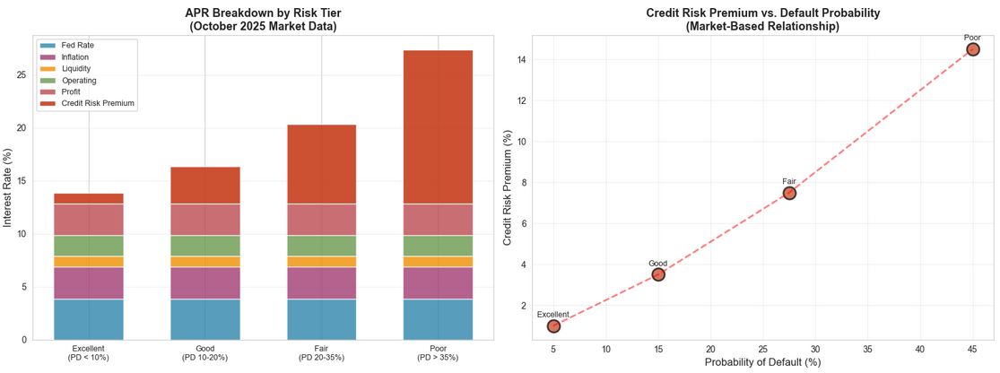 APR Breakdown by Risk Tier
(October 2025 Market Data)
Fed Rate
Inflation
Liquidity
Operating
Profit
Credit Risk Premium
Interest Rate (%)
25
20
15
10
5
0
Excellent
(PD < 10%)
Good
(PD 10-20%)
Fair
(PD 20-35%)
Poor
(PD > 35%)
Credit Risk Premium vs. Default Probability
(Market-Based Relationship)
Credit Risk Premium (%)
14
12
10
8
6
4
2
Poor
Fair
Good
Excellent
5 10 15 20 25 30 35 40 45
Probability of Default (%)